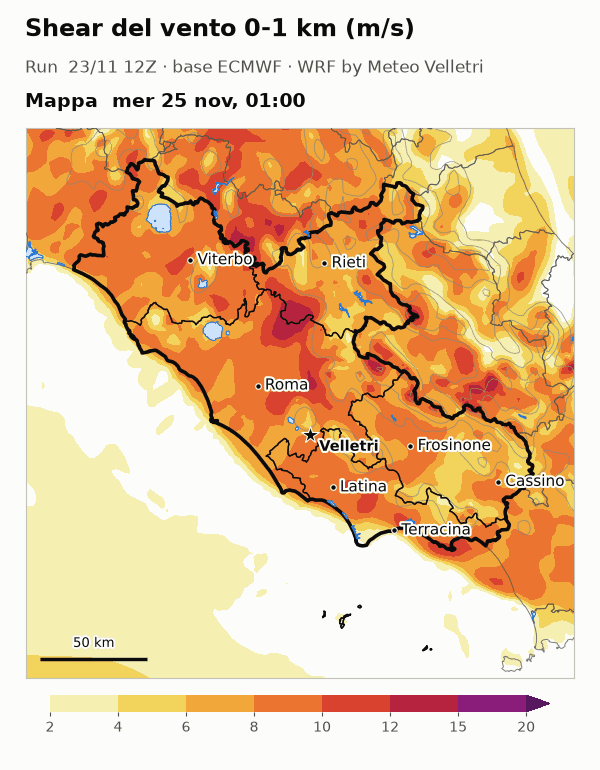 Shear del vento 0-1 km (m/s)
Run  23/11 12Z · base ECMWF · WRF by Meteo Velletri
Mappa  mer 25 nov, 01:00
Viterbo
Rieti
Roma
Velletri
Frosinone
Latina
Cassino
Terracina
50 km
2 4 6 8 10 12 15 20